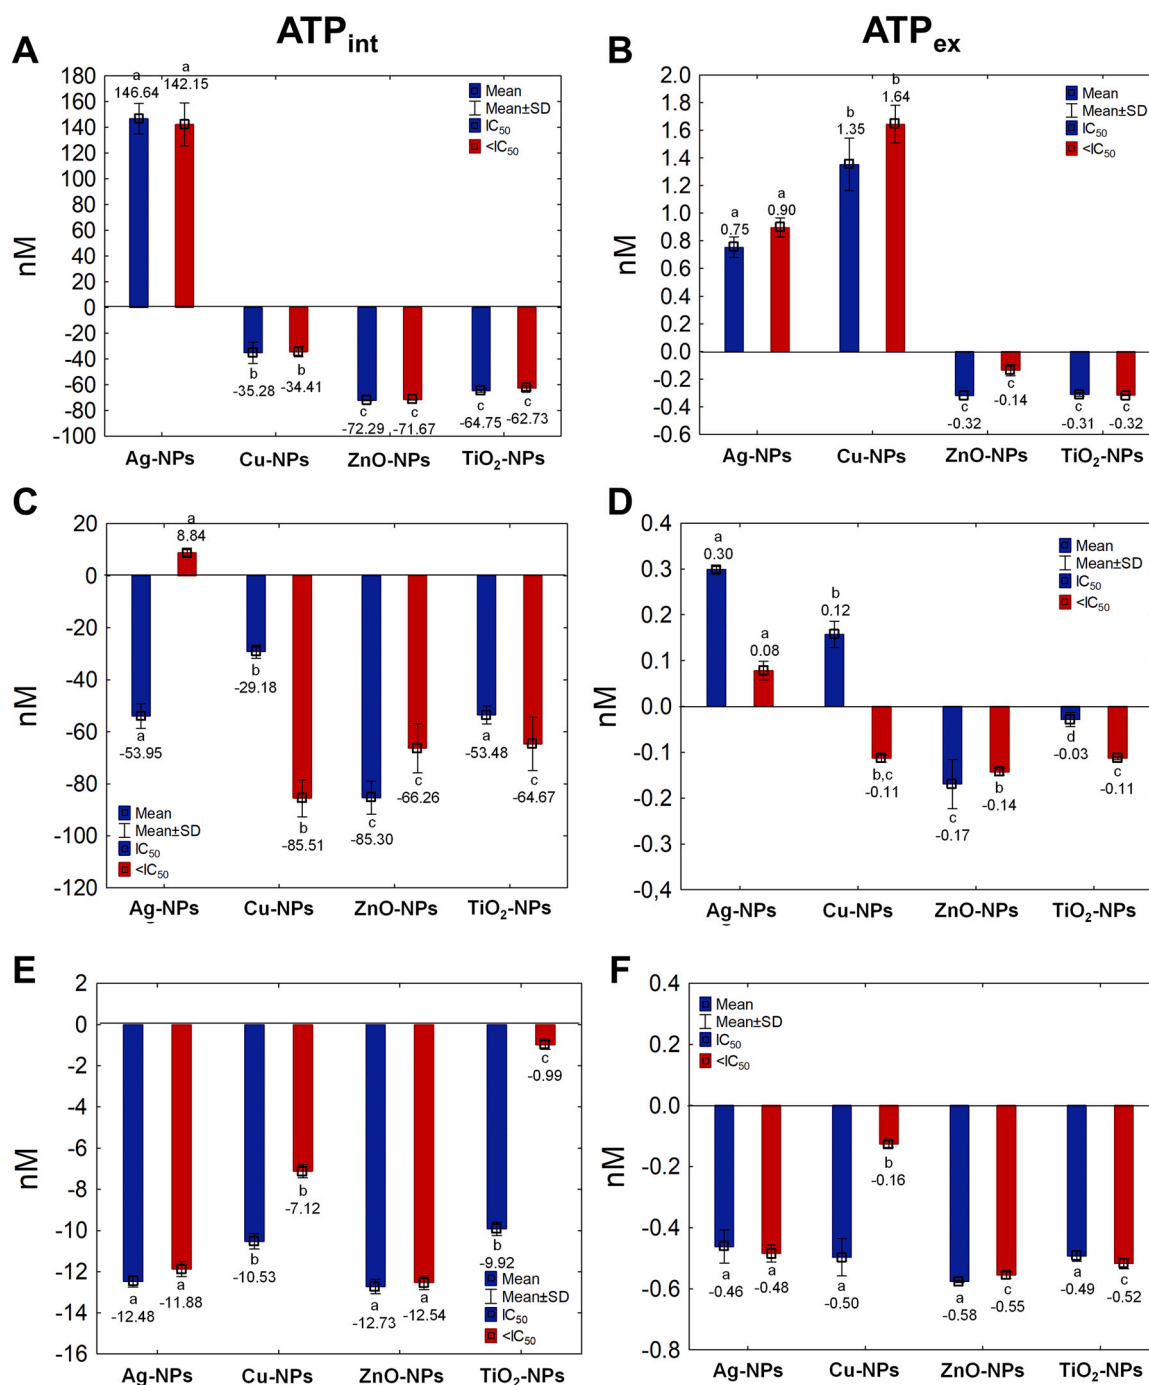 ATPint
ATPex
A
180
160
140
120
100
80
60
40
20
0
-20
-40
-60
-80
-100
nM
a
146.64
a
142.15
b
-35.28
b
-34.41
c
-72.29
c
-71.67
c
-64.75
c
-62.73
Mean
Mean±SD
IC50
<IC50
Ag-NPs Cu-NPs ZnO-NPs TiO2-NPs
B
2.0
1.8
1.6
1.4
1.2
1.0
0.8
0.6
0.4
0.2
0.0
-0.2
-0.4
-0.6
nM
a
0.75
a
0.90
b
1.35
b
1.64
c
-0.32
c
-0.14
c
-0.31
c
-0.32
Mean
Mean±SD
IC50
<IC50
Ag-NPs Cu-NPs ZnO-NPs TiO2-NPs
C
20
0
-20
-40
-60
-80
-100
-120
nM
a
-53.95
a
8.84
b
-29.18
b
-85.51
c
-85.30
c
-66.26
a
-53.48
c
-64.67
Mean
Mean±SD
IC50
<IC50
Ag-NPs Cu-NPs ZnO-NPs TiO2-NPs
D
0.4
0.3
0.2
0.1
0.0
-0.1
-0.2
-0.3
-0,4
nM
a
0.30
a
0.08
b
0.12
b,c
-0.11
c
-0.17
b
-0.14
d
-0.03
c
-0.11
Mean
Mean±SD
IC50
<IC50
Ag-NPs Cu-NPs ZnO-NPs TiO2-NPs
E
2
0
-2
-4
-6
-8
-10
-12
-14
-16
nM
a
-12.48
a
-11.88
b
-10.53
b
-7.12
a
-12.73
a
-12.54
b
-9.92
c
-0.99
Mean
Mean±SD
IC50
<IC50
Ag-NPs Cu-NPs ZnO-NPs TiO2-NPs
F
0.4
0.2
0.0
-0.2
-0.4
-0.6
-0.8
nM
a
-0.46
a
-0.48
a
-0.50
b
-0.16
a
-0.58
c
-0.55
a
-0.49
c
-0.52
Mean
Mean±SD
IC50
<IC50
Ag-NPs Cu-NPs ZnO-NPs TiO2-NPs